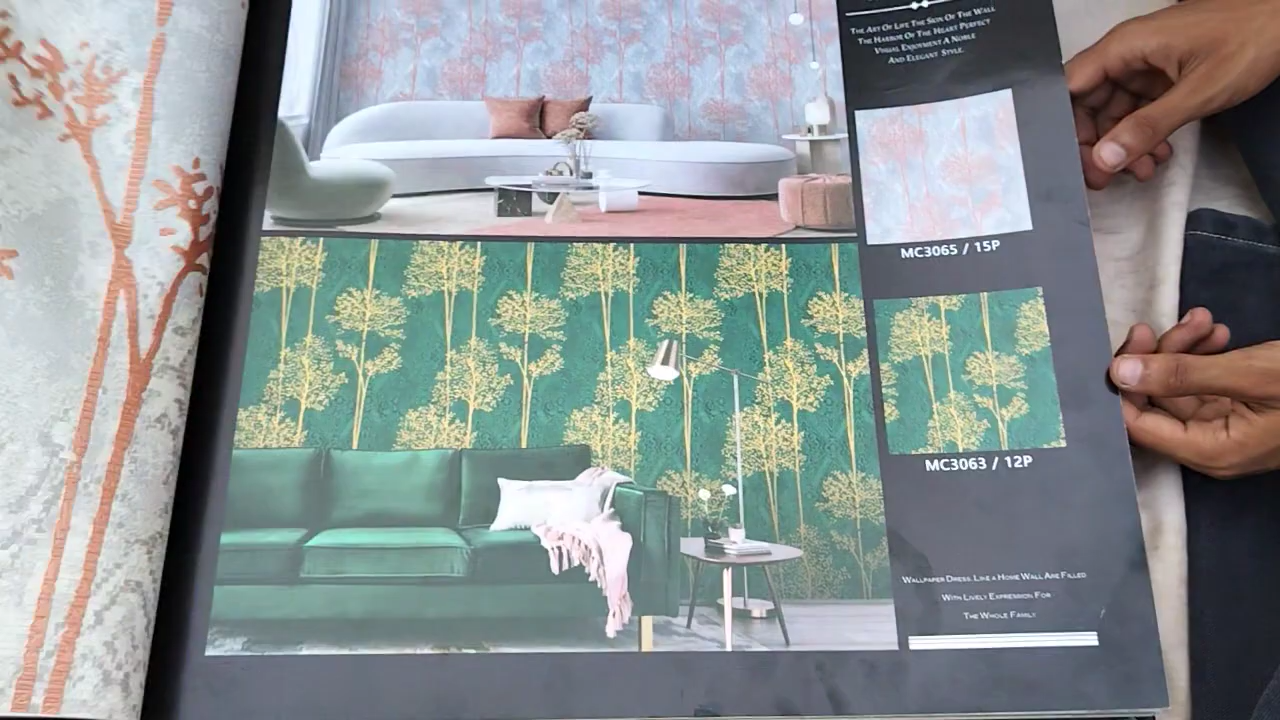 THE ART OF LIFE THE SKIN OF THE WALL
THE HARBOR OF THE HEART PERFECT
VISUAL ENJOYMENT A NOBLE
AND ELEGANT STYLE.
MC3065 / 15P
MC3063 / 12P
WALLPAPER DRESS. LIKE A HOME WALL ARE FILLED
WITH LIVELY EXPRESSION FOR
THE WHOLE FAMILY